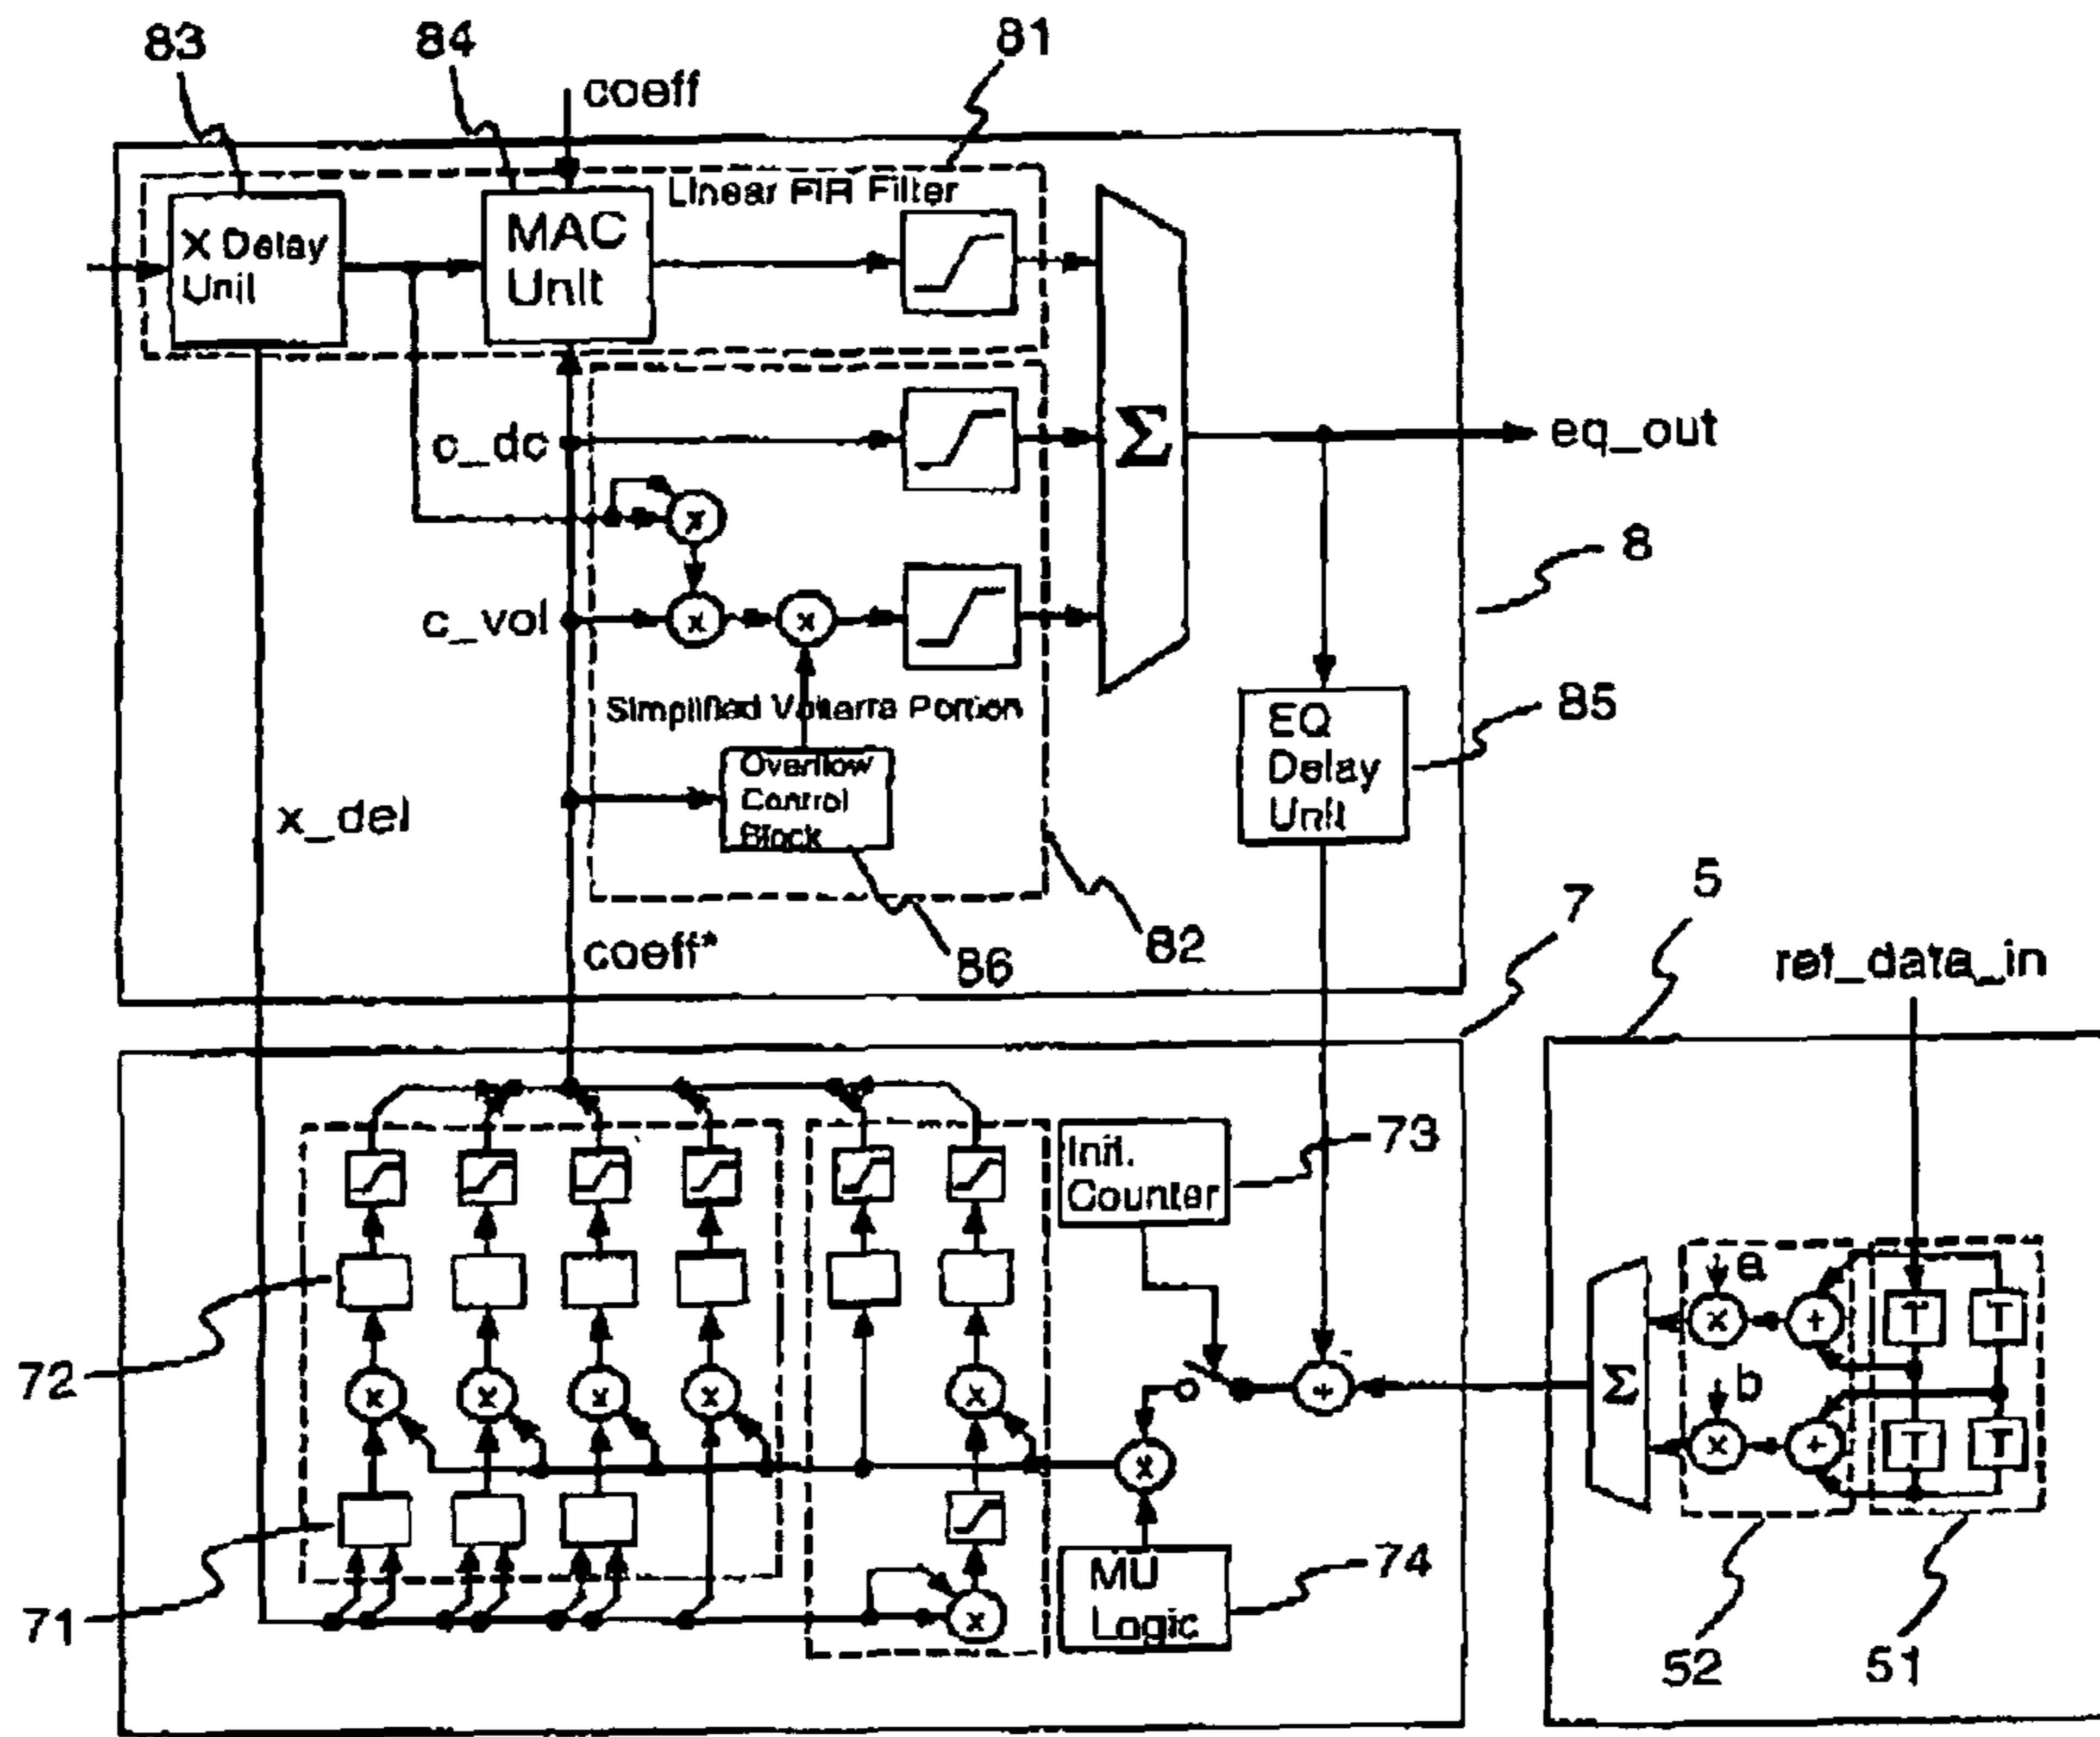 83
84
81
coeff
Linear FIR Filter
X Delay
Unit
MAC
Unit
c_dc
Σ
eq_out
x
8
c_vol
x
x
Simplified Volterra Portion
85
EQ
Delay
Unit
Overflow
Control
Block
x_del
5
7
82
coeff*
86
ref_data_in
73
Init.
Counter
a
x
+
T
T
72
-
Σ
b
x
x
x
x
x
+
x
+
T
T
x
74
MU
Logic
71
x
52
51